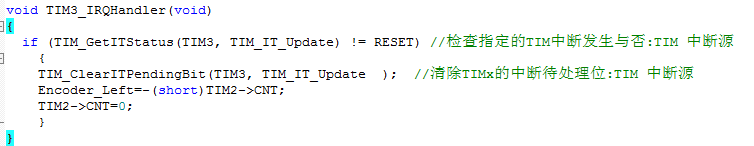 void TIM3_IRQHandler(void)
{
if (TIM_GetITStatus(TIM3, TIM_IT_Update) != RESET) //检查指定的TIM中断发生与否:TIM 中断源
{
TIM_ClearITPendingBit(TIM3, TIM_IT_Update  );  //清除TIMx的中断待处理位:TIM 中断源
Encoder_Left=-(short)TIM2->CNT;
TIM2->CNT=0;
}
}